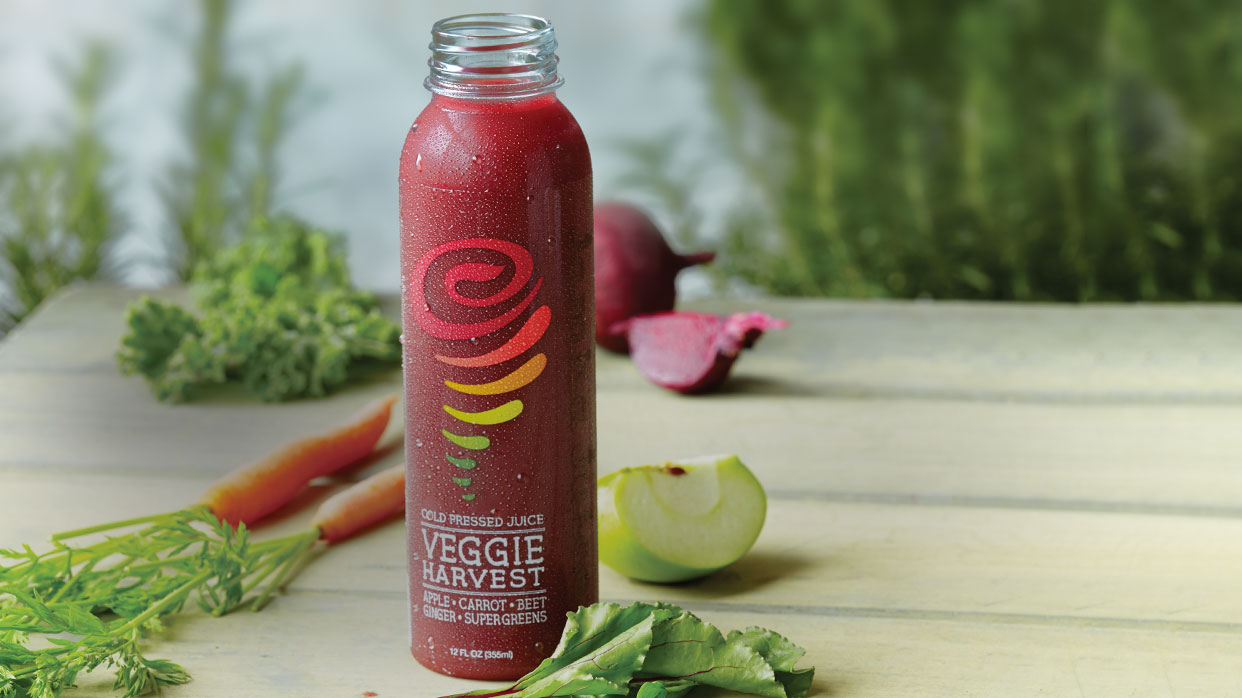 COLD PRESSED JUICE
VEGGIE
HARVEST
APPLE • CARROT • BEET
GINGER • SUPERGREENS
12 FL OZ (355ml)